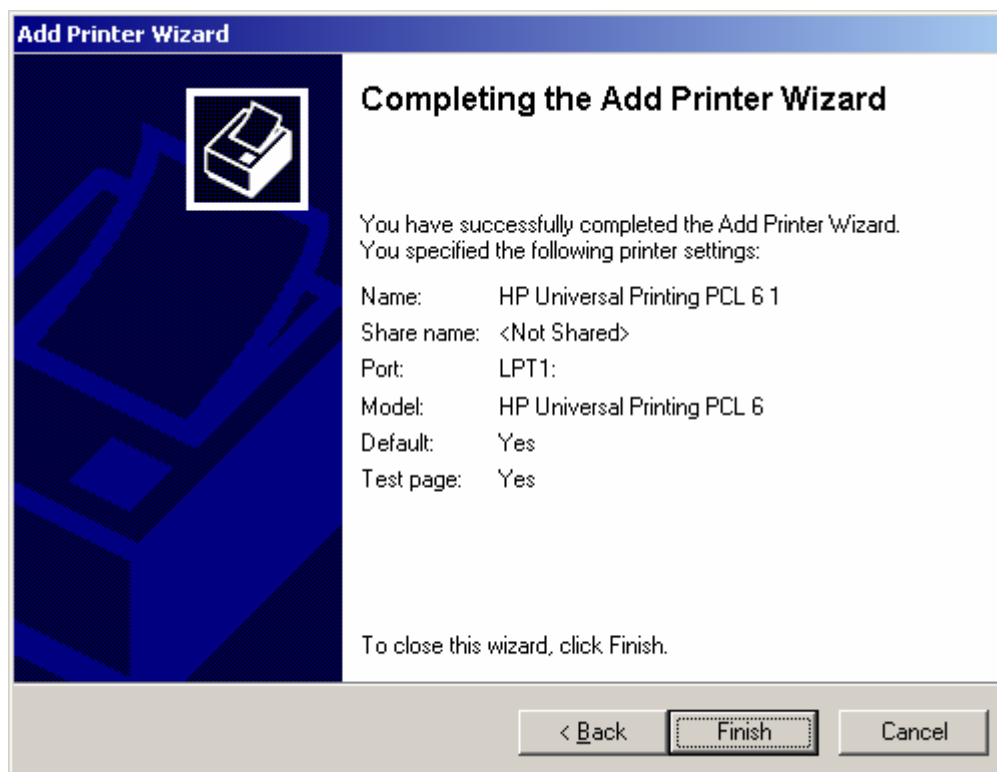 Add Printer Wizard
Completing the Add Printer Wizard
You have successfully completed the Add Printer Wizard.
You specified the following printer settings:
Name: HP Universal Printing PCL 6 1
Share name: <Not Shared>
Port: LPT1:
Model: HP Universal Printing PCL 6
Default: Yes
Test page: Yes
To close this wizard, click Finish.
< Back Finish Cancel